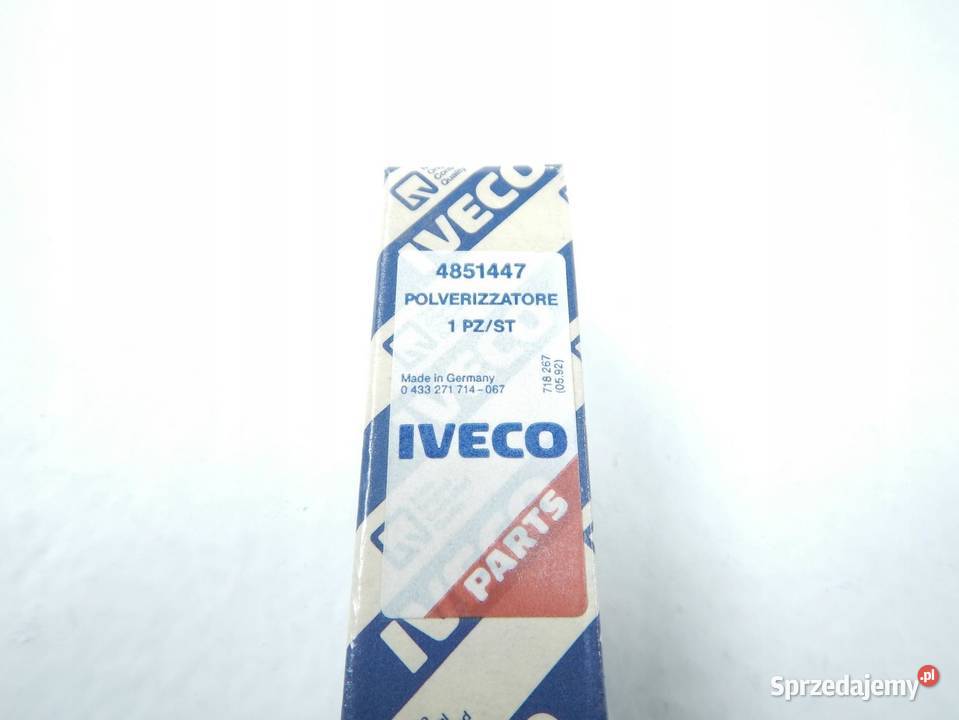 Quality
IVECO
4851447
POLVERIZZATORE
1 PZ/ST
Made in Germany
0 433 271 714-067
718 267
(05.92)
IVECO
PARTS
Sprzedajemy.pl